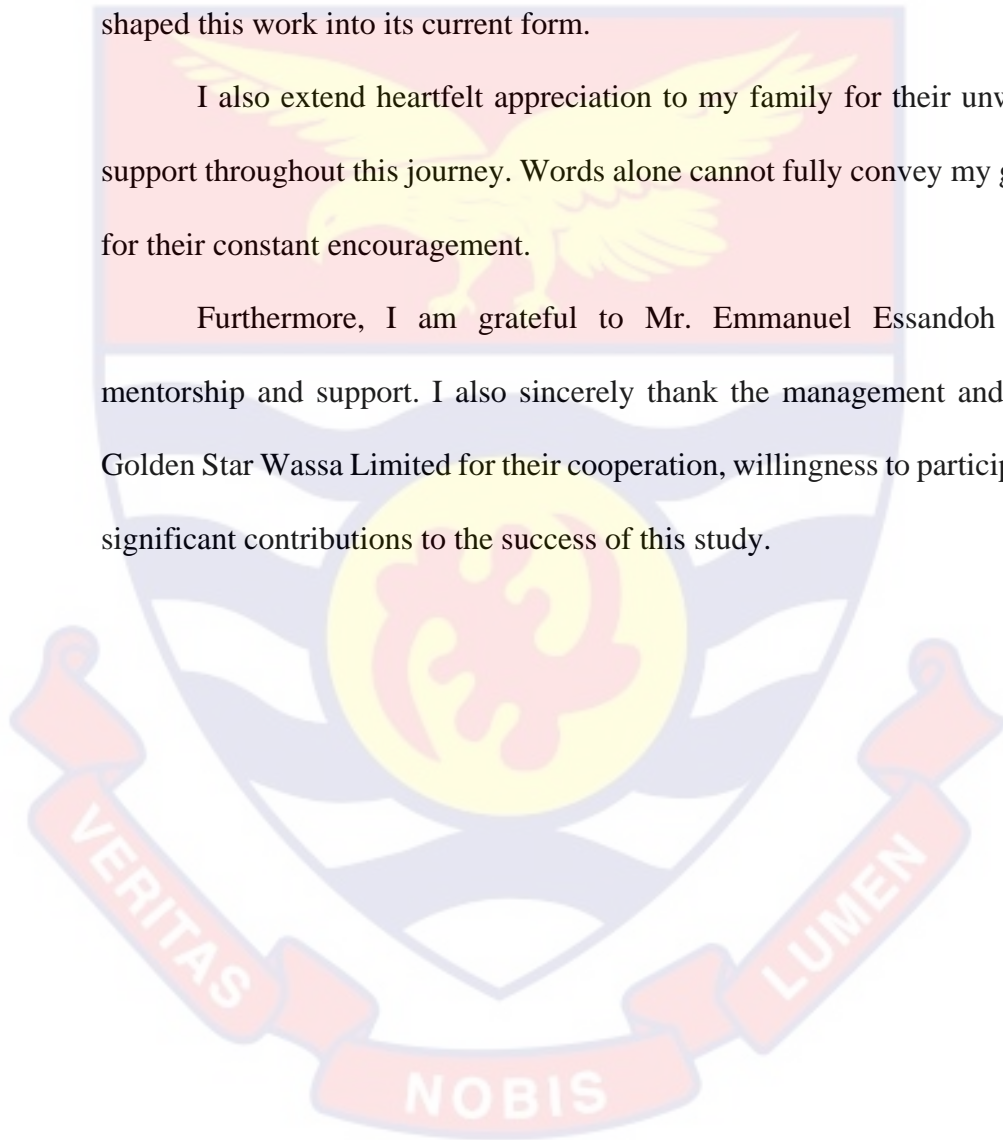 shaped this work into its current form.
I also extend heartfelt appreciation to my family for their
support throughout this journey. Words alone cannot fully convey my
for their constant encouragement.
Furthermore, I am grateful to Mr. Emmanuel Essandoh
mentorship and support. I also sincerely thank the management and
Golden Star Wassa Limited for their cooperation, willingness to
significant contributions to the success of this study.
VERITAS
NOBIS
LUMEN